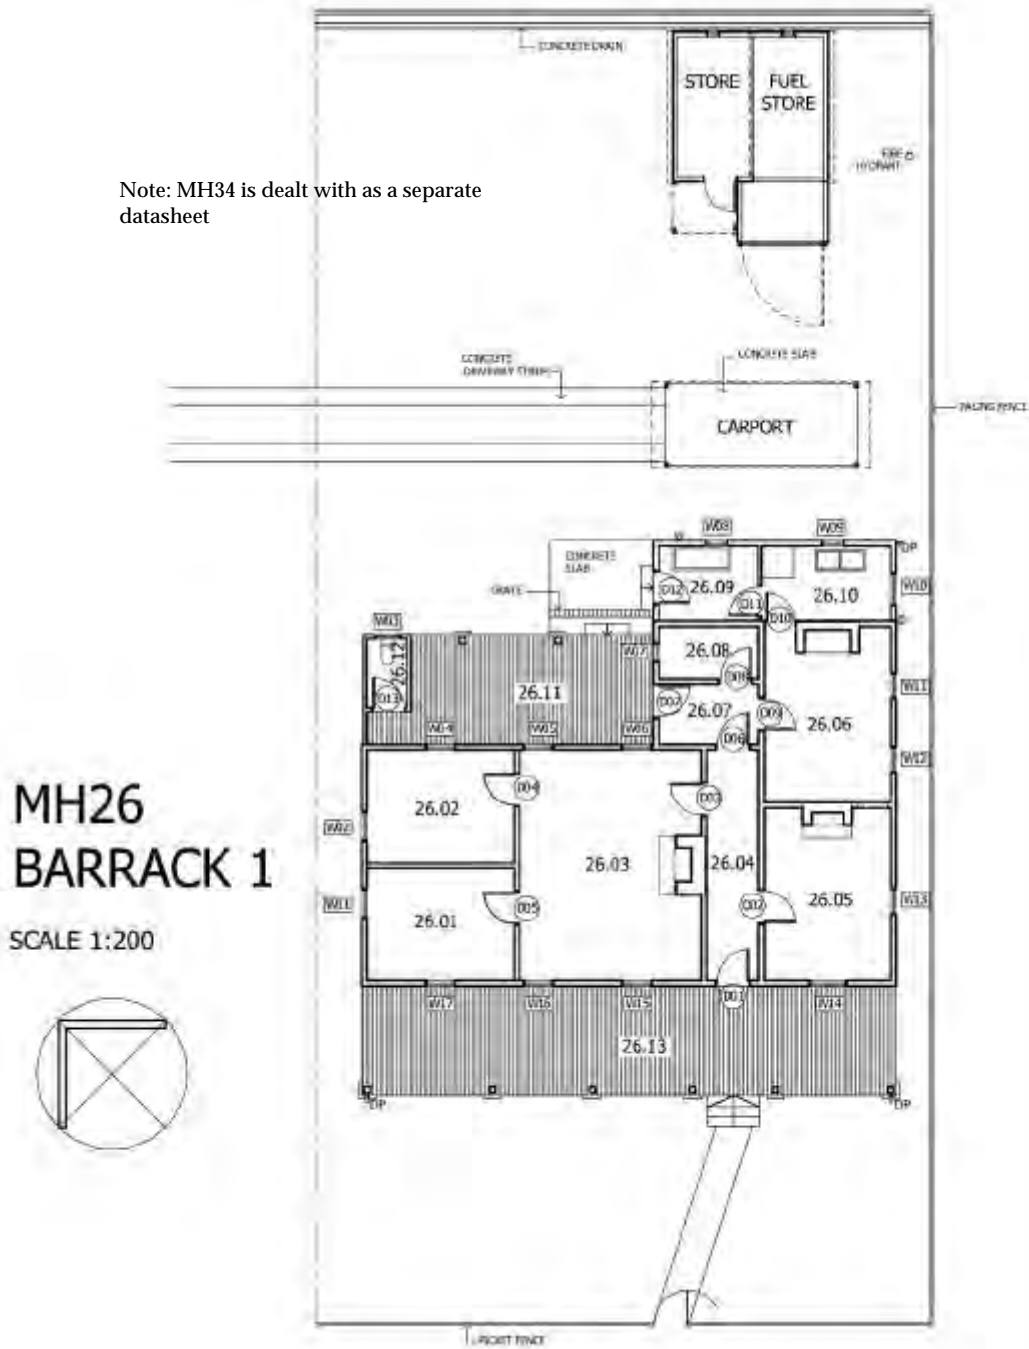 CONCRETE DRAIN
STORE
FUEL
STORE
FIRE
HYDRANT
Note: MH34 is dealt with as a separate
datasheet
CONCRETE
DRIVEWAY STRIPS
CONCRETE SLAB
CARPORT
PALING FENCE
W08
W09
DP
CONCRETE
SLAB
D12
26.09
D11
26.10
W10
GRATE
D10
W03
26.12
26.08
W07
D08
26.11
D13
D07
26.07
D09
W11
26.06
W04
W05
W06
D06
W12
MH26
BARRACK 1
SCALE 1:200
26.02
D04
D03
W02
26.03
26.04
26.05
W11
26.01
D05
D02
W13
W17
W16
W15
D01
W14
26.13
DP
DP
PICKET FENCE